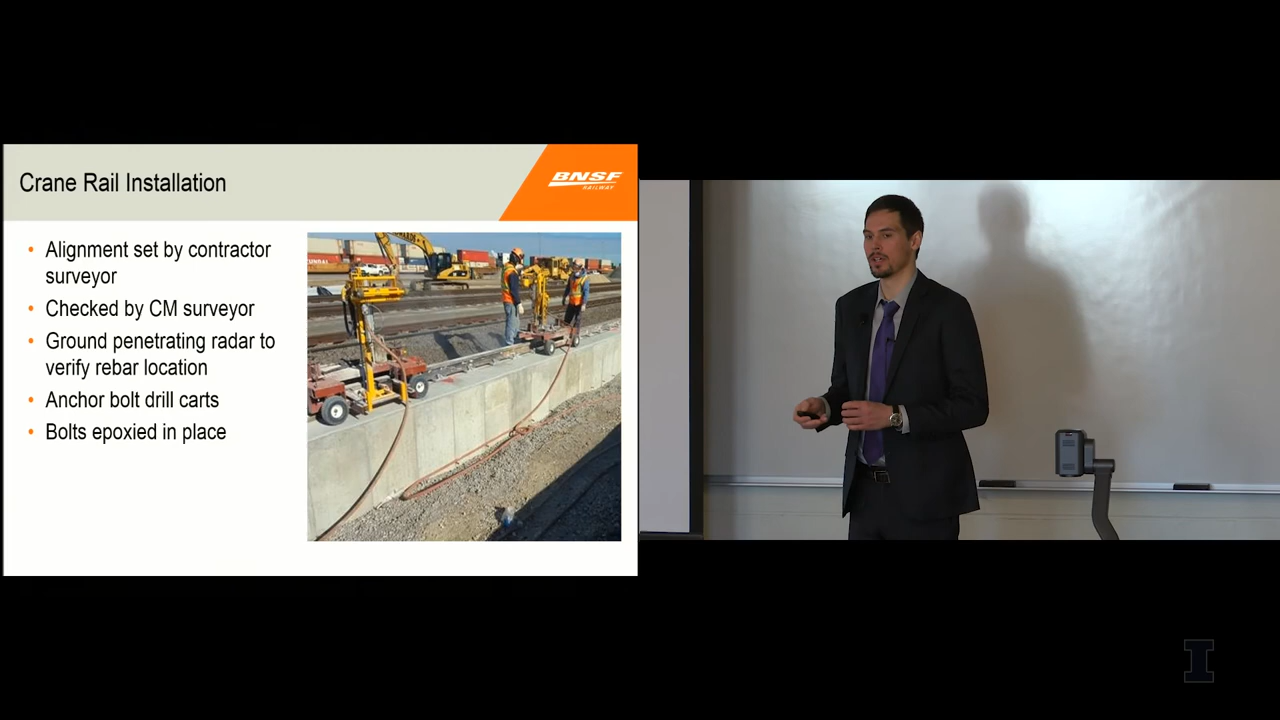 Crane Rail Installation
BNSF
RAILWAY
• Alignment set by contractor
surveyor
• Checked by CM surveyor
• Ground penetrating radar to
verify rebar location
• Anchor bolt drill carts
• Bolts epoxied in place
I